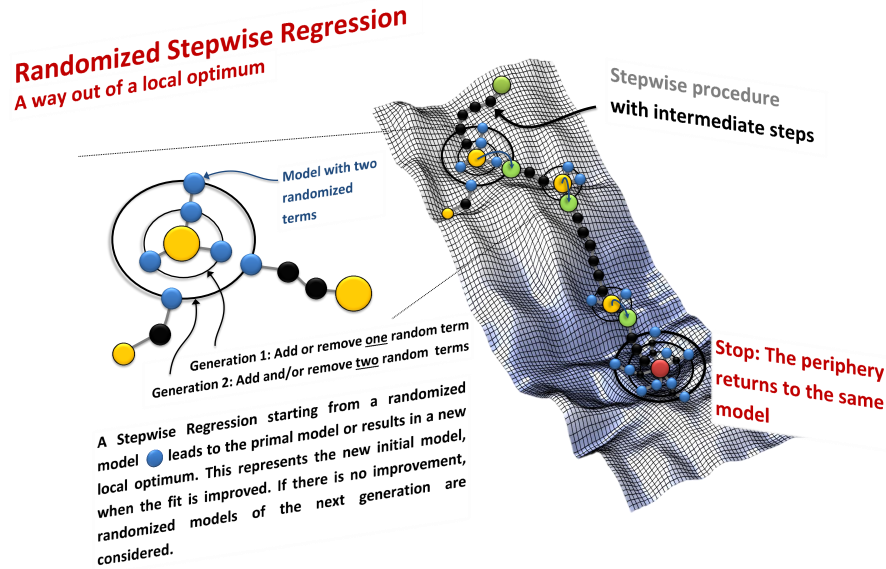 Randomized Stepwise Regression
A way out of a local optimum
Stepwise procedure
with intermediate steps
Model with two
randomized
terms
Generation 1: Add or remove one random term
Generation 2: Add and/or remove two random terms
Stop: The periphery
returns to the same
model
A Stepwise Regression starting from a randomized
model leads to the primal model or results in a new
local optimum. This represents the new initial model,
when the fit is improved. If there is no improvement,
randomized models of the next generation are
considered.